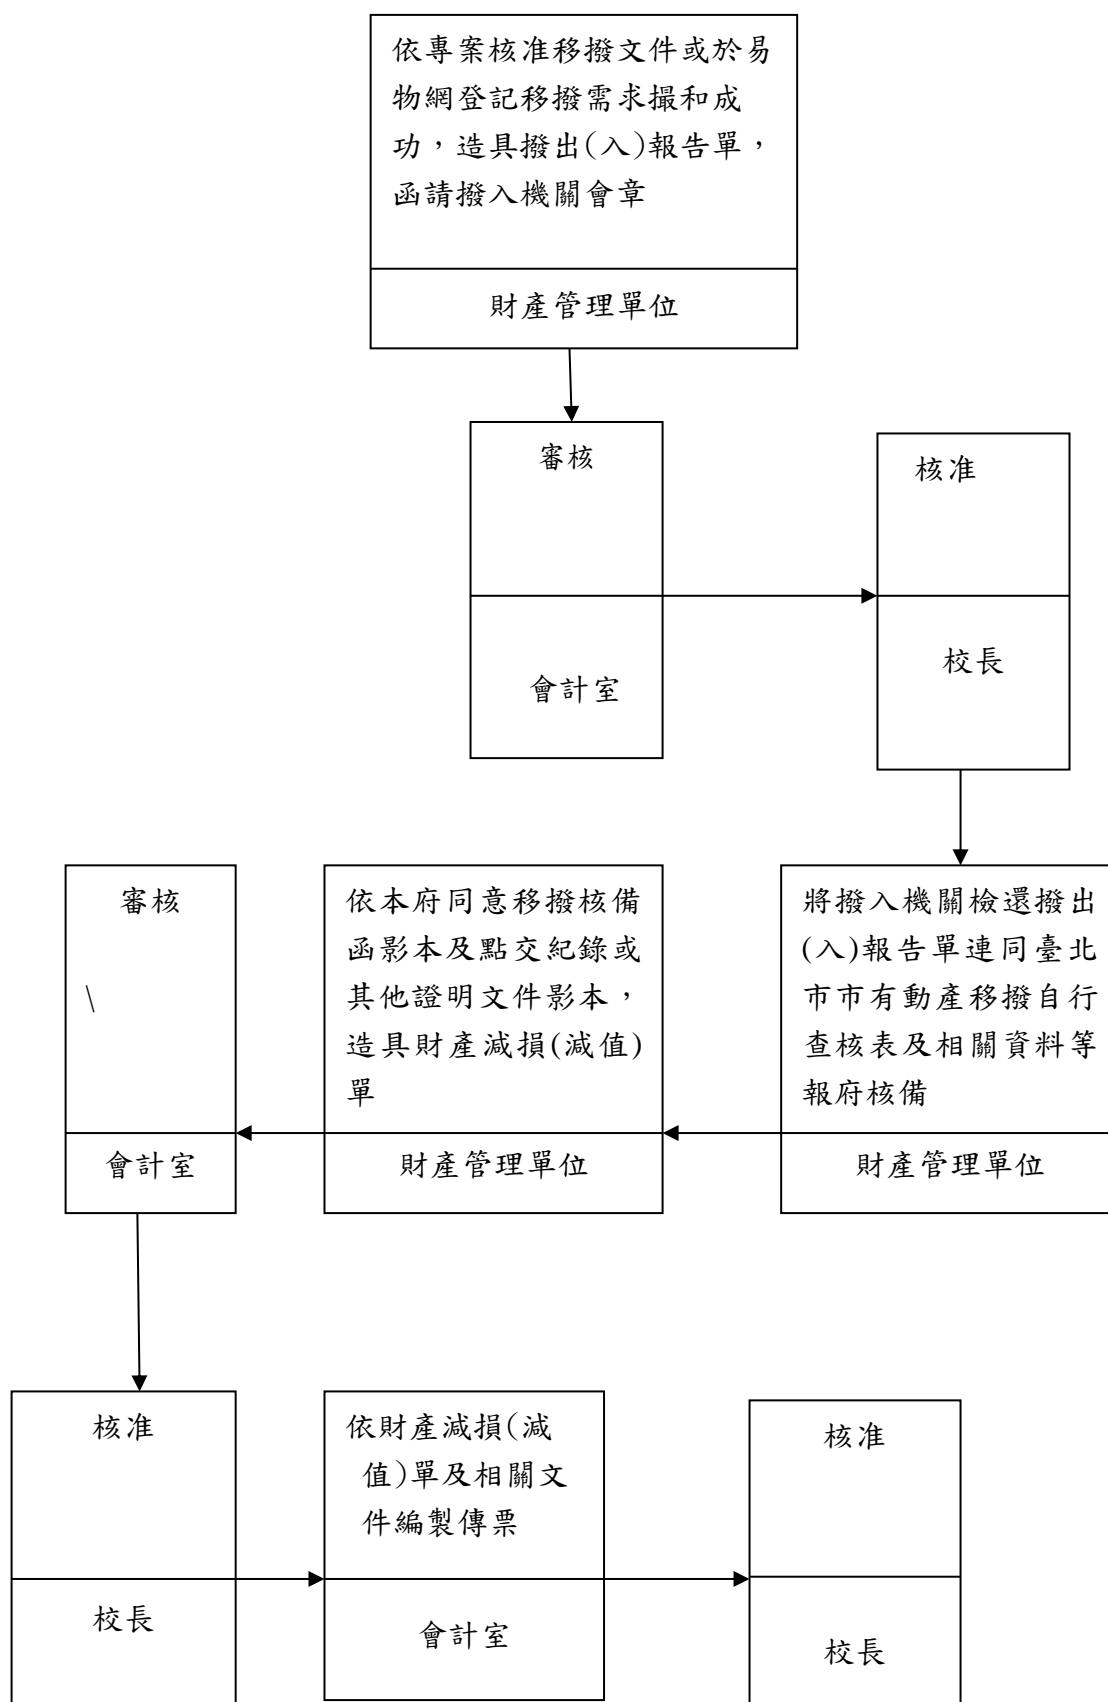 依專案核准移撥文件或於易
物網登記移撥需求撮和成
功，造具撥出(入)報告單，
函請撥入機關會章
財產管理單位
審核
會計室
核准
校長
將撥入機關檢還撥出
(入)報告單連同臺北
市市有動產移撥自行
查核表及相關資料等
報府核備
財產管理單位
依本府同意移撥核備
函影本及點交紀錄或
其他證明文件影本，
造具財產減損(減值)
單
財產管理單位
審核
\
會計室
核准
校長
依財產減損(減
值)單及相關文
件編製傳票
會計室
核准
校長